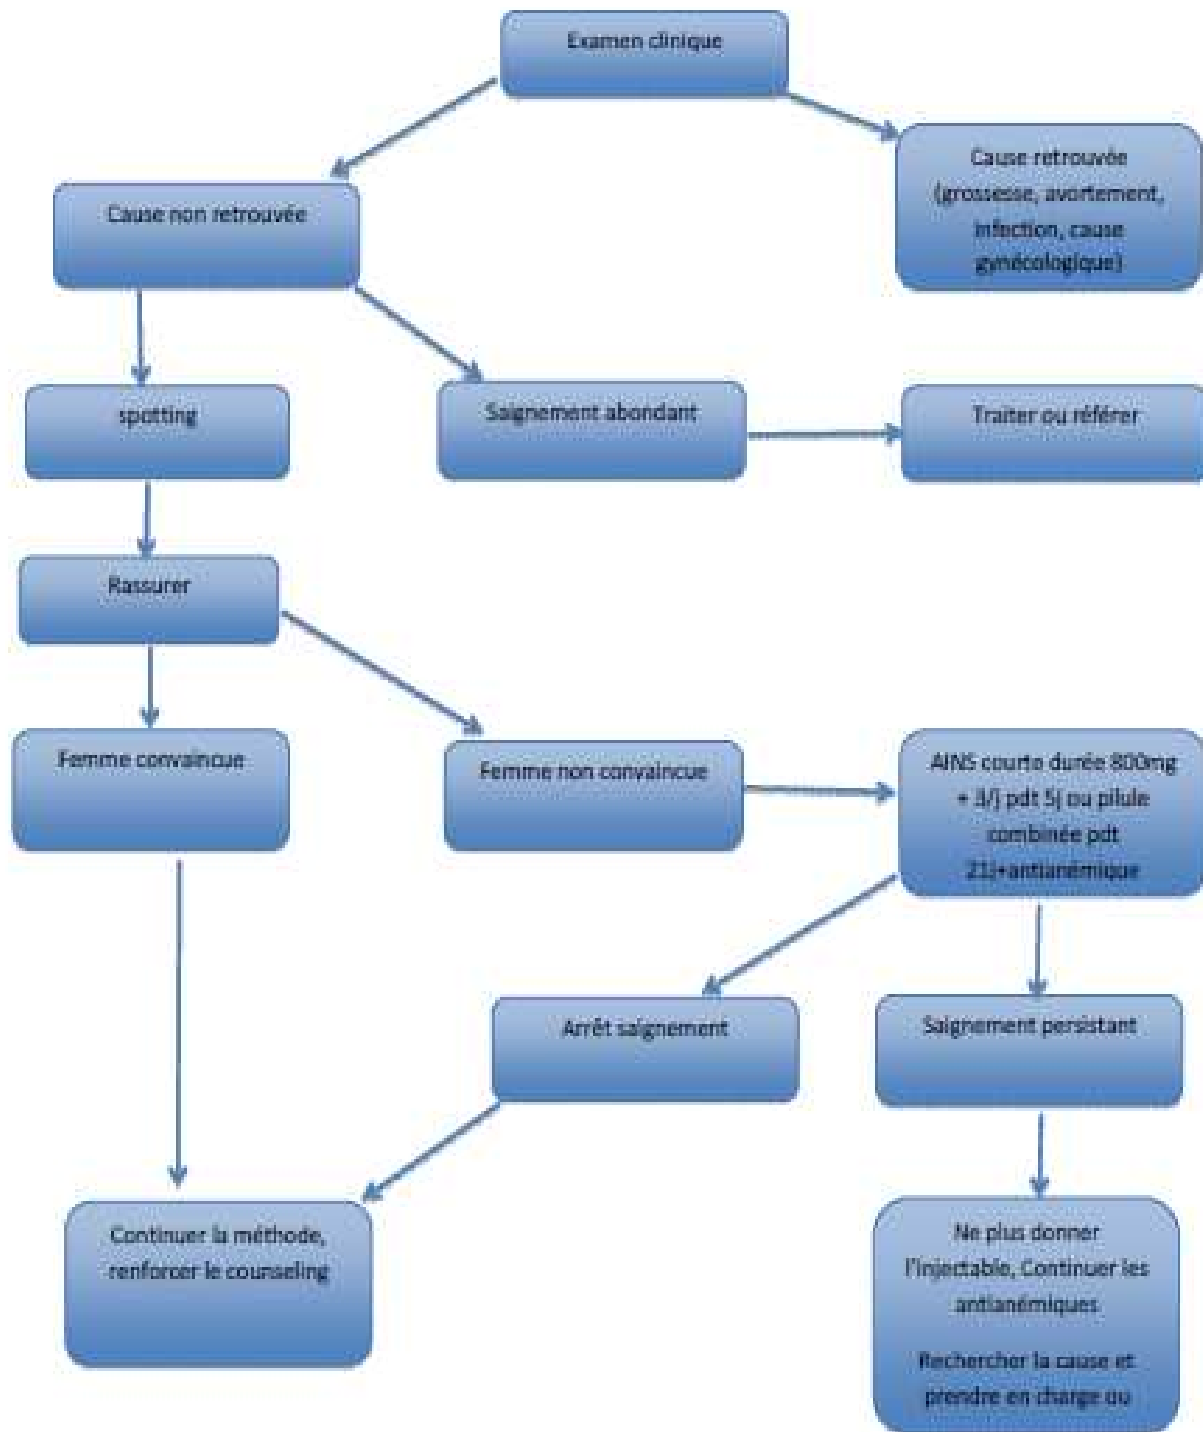 Examen clinique
Cause retrouvée
(grossesse, avortement,
infection, cause
gynécologique)
Cause non retrouvée
spotting
Saignement abondant
Traiter ou référer
Rassurer
Femme convaincue
Femme non convaincue
AINS courte durée 800mg
+ 3/j pdt 5j ou pilule
combinée pdt
21j+antianémique
Arrêt saignement
Saignement persistant
Continuer la méthode,
renforcer le counseling
Ne plus donner
l'injectable, Continuer les
antianémiques
Rechercher la cause et
prendre en charge ou